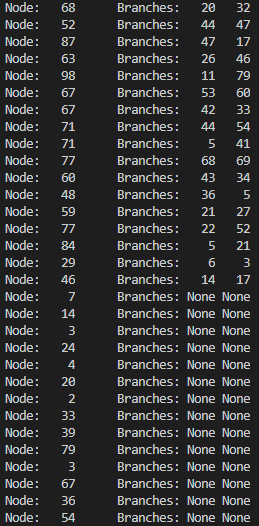 Node: 68 Branches: 20 32
Node: 52 Branches: 44 47
Node: 87 Branches: 47 17
Node: 63 Branches: 26 46
Node: 98 Branches: 11 79
Node: 67 Branches: 53 60
Node: 67 Branches: 42 33
Node: 71 Branches: 44 54
Node: 71 Branches: 5 41
Node: 77 Branches: 68 69
Node: 60 Branches: 43 34
Node: 48 Branches: 36 5
Node: 59 Branches: 21 27
Node: 77 Branches: 22 52
Node: 84 Branches: 5 21
Node: 29 Branches: 6 3
Node: 46 Branches: 14 17
Node: 7 Branches: None None
Node: 14 Branches: None None
Node: 3 Branches: None None
Node: 24 Branches: None None
Node: 4 Branches: None None
Node: 20 Branches: None None
Node: 2 Branches: None None
Node: 33 Branches: None None
Node: 39 Branches: None None
Node: 79 Branches: None None
Node: 3 Branches: None None
Node: 67 Branches: None None
Node: 36 Branches: None None
Node: 54 Branches: None None